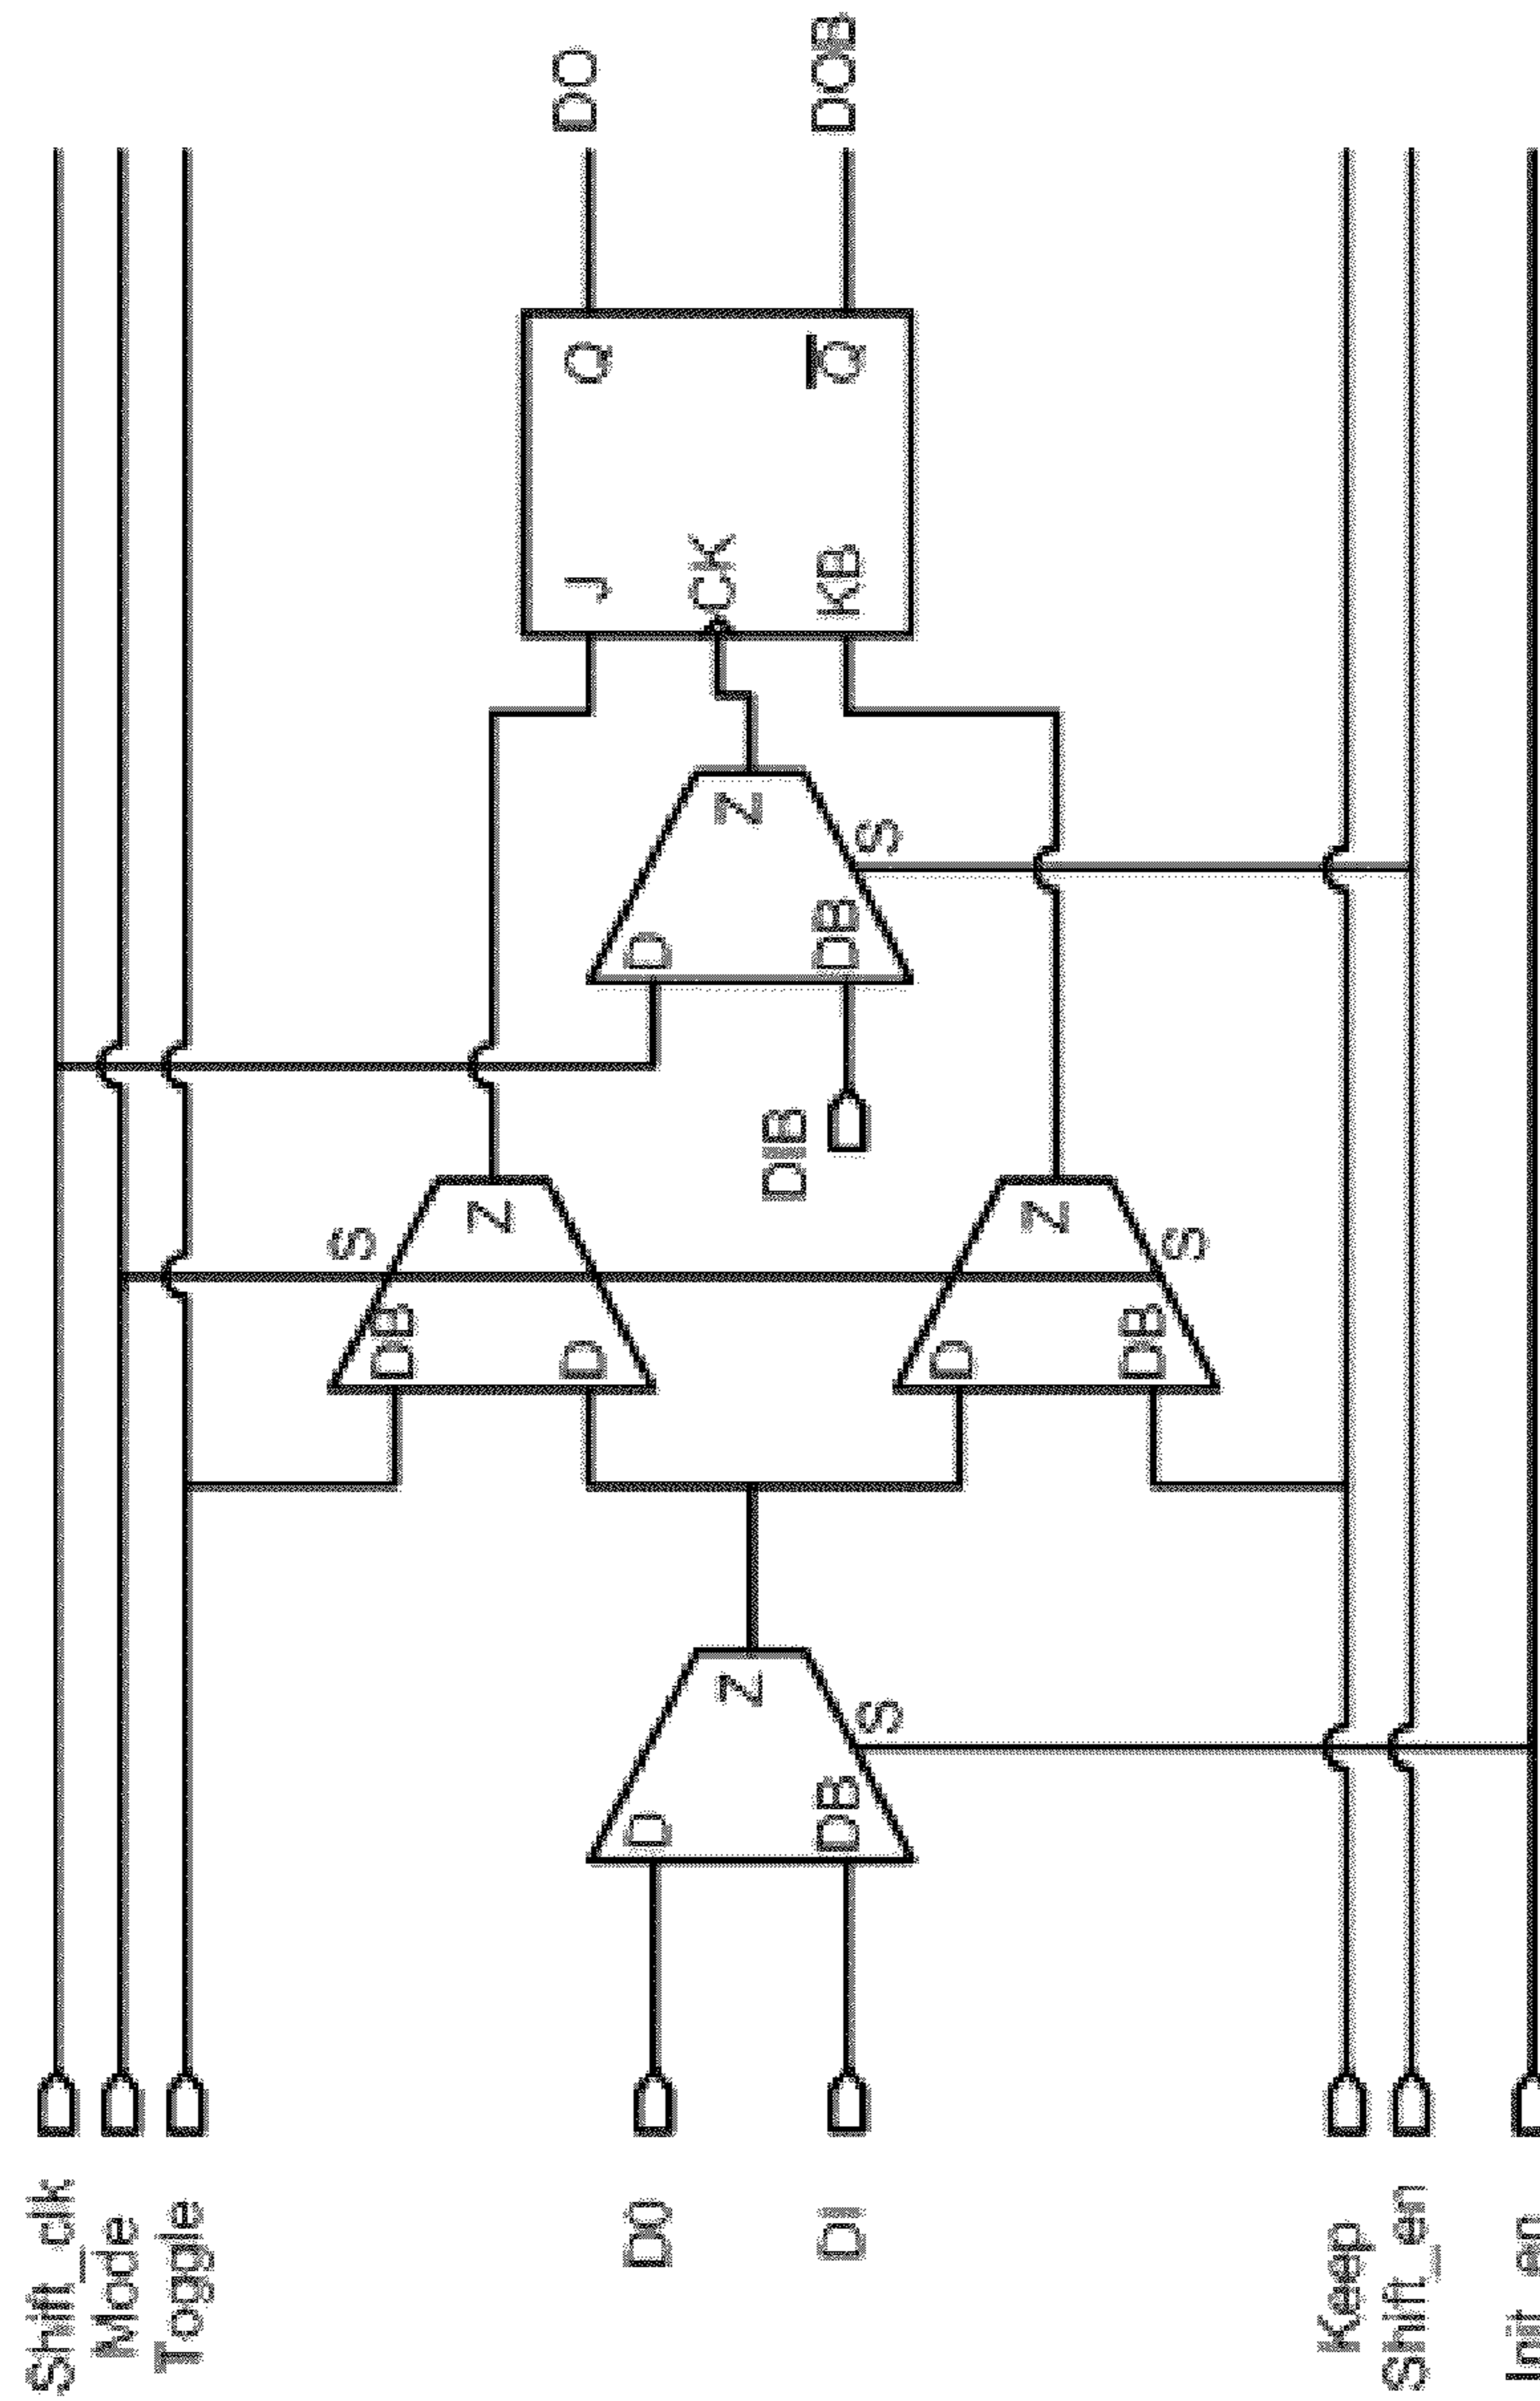 Shift_clk
Mode
Toggle
D0
DI
Keep
Shift_en
Init_en
D
DB
Z
S
DB
D
Z
S
D
DB
Z
S
DIB
D
DB
Z
S
J
CK
KB
Q
Q
DO
DOB